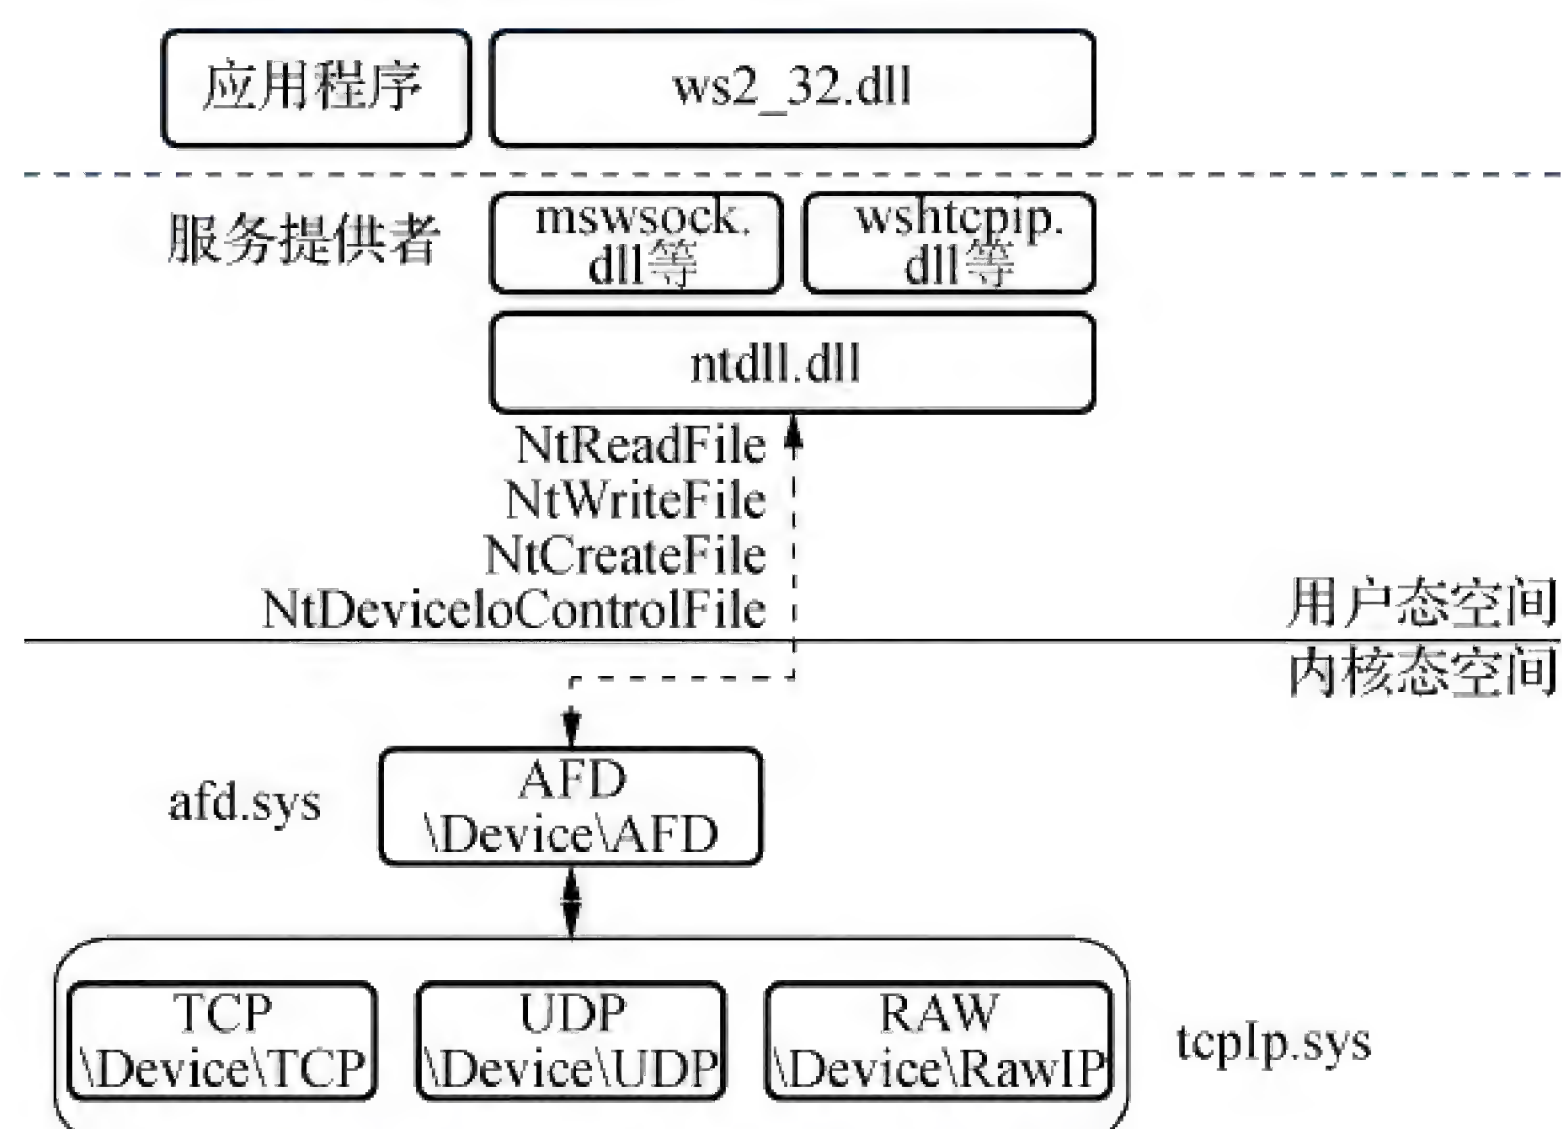 应用程序
ws2_32.dll
服务提供者
mswsock.
dll等
wshtcpip.
dll等
ntdll.dll
NtReadFile
NtWriteFile
NtCreateFile
NtDeviceIoControlFile
用户态空间
内核态空间
afd.sys
AFD
\Device\AFD
TCP
\Device\TCP
UDP
\Device\UDP
RAW
\Device\RawIP
tcpIp.sys